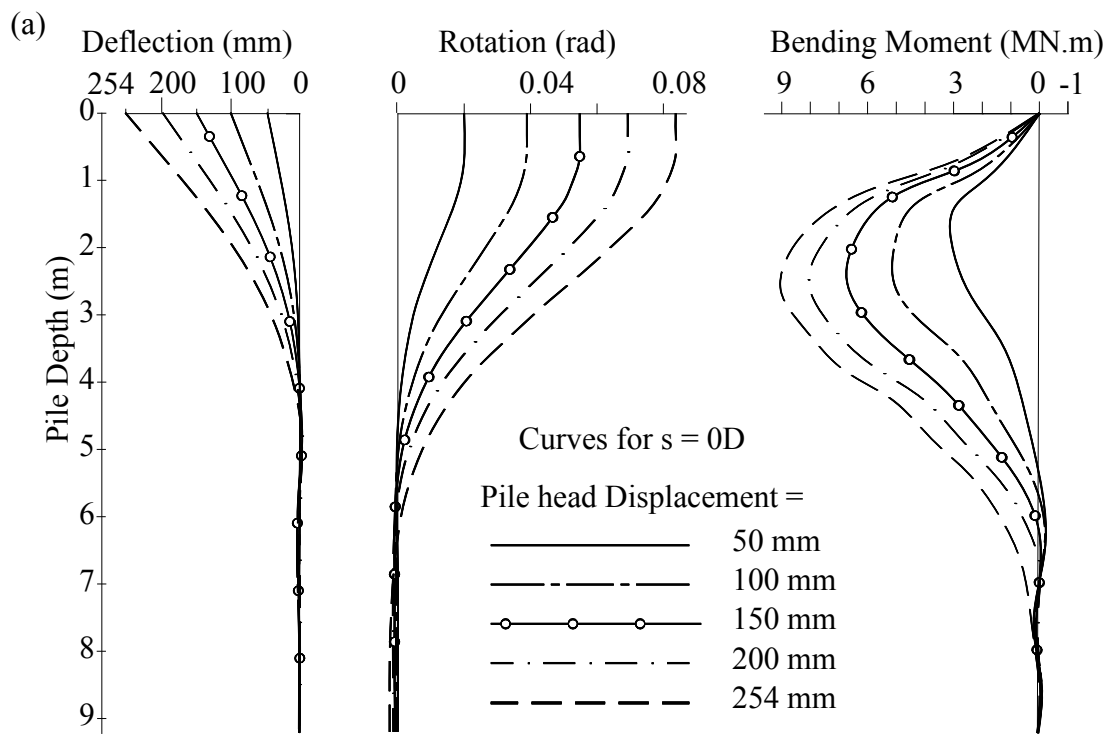 (a)
Deflection (mm)
Rotation (rad)
Bending Moment (MN.m)
254 200 100 0
0 0.04 0.08
9 6 3 0 -1
Pile Depth (m)
0
1
2
3
4
5
6
7
8
9
Curves for s = 0D
Pile head Displacement =
50 mm
100 mm
150 mm
200 mm
254 mm